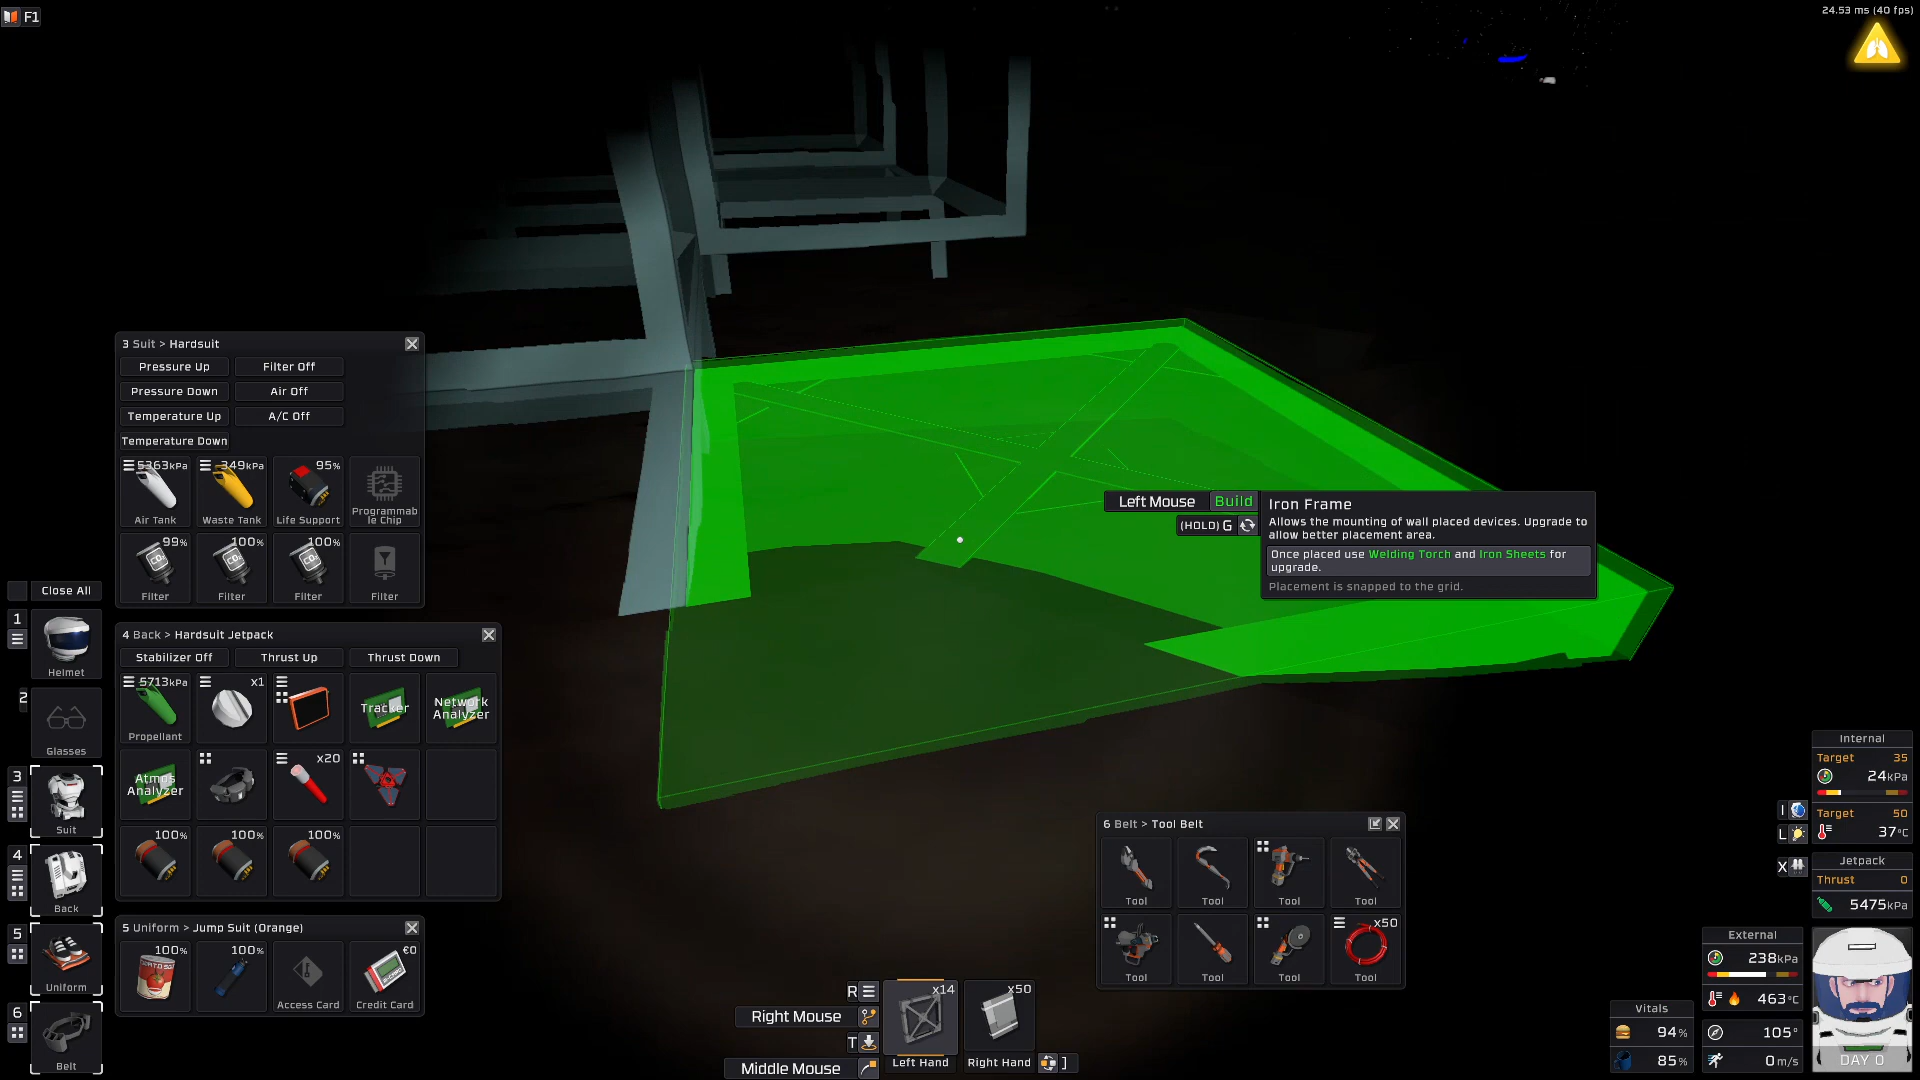 F1
24.53 ms (40 fps)
3 Suit > Hardsuit
Pressure Up
Filter Off
Pressure Down
Air Off
Temperature Up
A/C Off
Temperature Down
5363kPa
Air Tank
349kPa
Waste Tank
95%
Life Support
Programmab
le Chip
99%
Filter
100%
Filter
100%
Filter
Filter
Close All
1
Helmet
2
Glasses
3
Suit
4
Back
5
Uniform
6
Belt
4 Back > Hardsuit Jetpack
Stabilizer Off
Thrust Up
Thrust Down
5713kPa
Propellant
x1
Tracker
Network
Analyzer
Atmos
Analyzer
x20
100%
100%
100%
5 Uniform > Jump Suit (Orange)
100%
100%
Access Card
€0
Credit Card
Left Mouse
Build
(HOLD) G
Iron Frame
Allows the mounting of wall placed devices. Upgrade to
allow better placement area.
Once placed use Welding Torch and Iron Sheets for
upgrade.
Placement is snapped to the grid.
6 Belt > Tool Belt
Tool
Tool
Tool
Tool
Tool
Tool
Tool
x50
Tool
R
Right Mouse
T
Middle Mouse
x14
Left Hand
x50
Right Hand
]
Internal
Target 35
24kPa
Target 50
37°C
I
L
X
Jetpack
Thrust 0
5475kPa
External
238kPa
463°C
105°
0m/s
Vitals
94%
85%
DAY 0